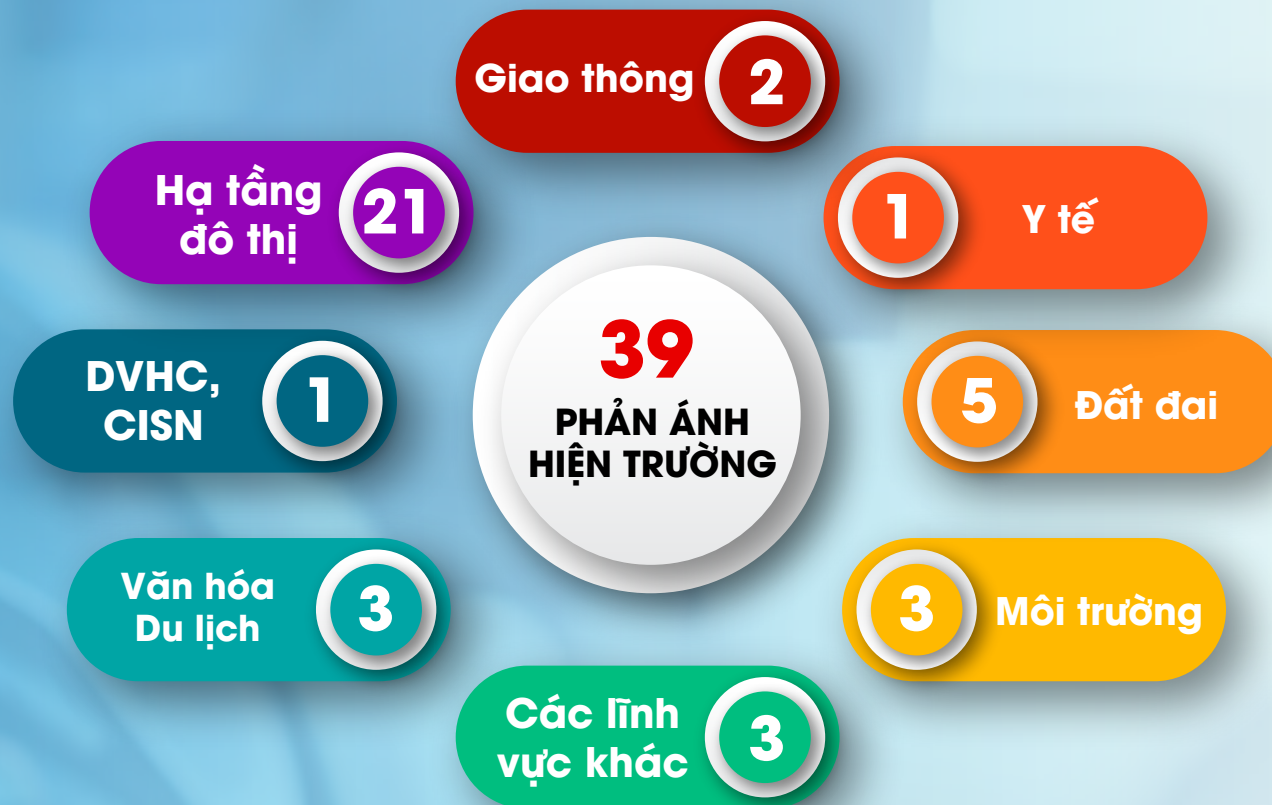 Giao thông
2
Hạ tầng
đô thị
21
1
Y tế
39
PHẢN ÁNH
HIỆN TRƯỜNG
DVHC,
CISN
1
5
Đất đai
Văn hóa
Du lịch
3
3
Môi trường
Các lĩnh
vực khác
3